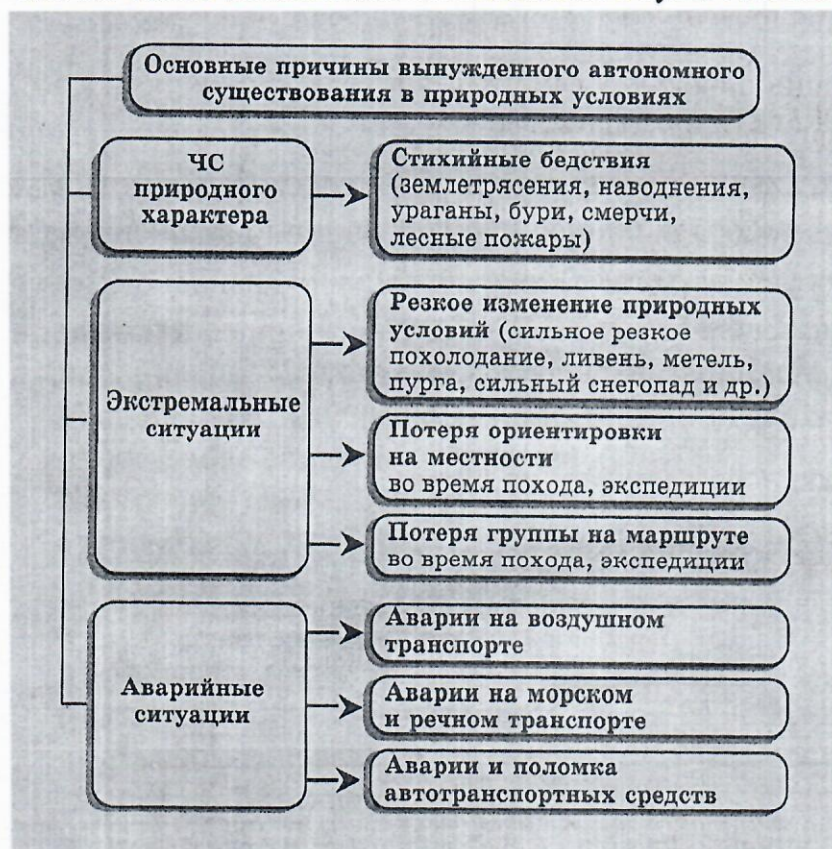 Основные причины вынужденного автономного
существования в природных условиях
ЧС
природного
характера
Стихийные бедствия
(землетрясения, наводнения,
ураганы, бури, смерчи,
лесные пожары)
Экстремальные
ситуации
Резкое изменение природных
условий (сильное резкое
похолодание, ливень, метель,
пурга, сильный снегопад и др.)
Потеря ориентировки
на местности
во время похода, экспедиции
Потеря группы на маршруте
во время похода, экспедиции
Аварийные
ситуации
Аварии на воздушном
транспорте
Аварии на морском
и речном транспорте
Аварии и поломка
автотранспортных средств